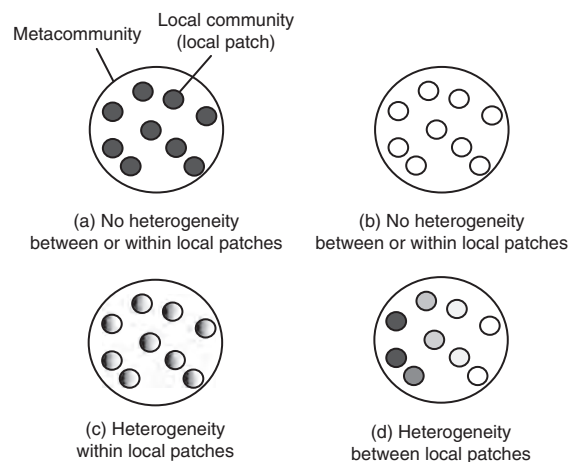 Metacommunity
Local community
(local patch)
(a) No heterogeneity
between or within local patches
(b) No heterogeneity
between or within local patches
(c) Heterogeneity
within local patches
(d) Heterogeneity
between local patches